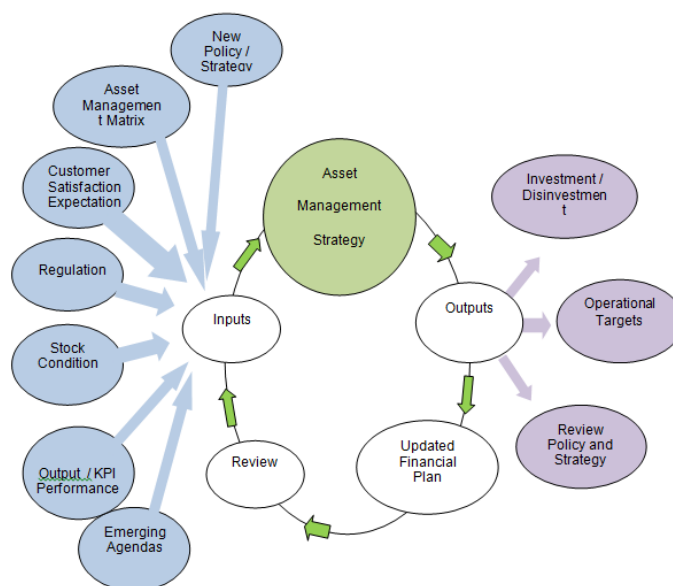 New
Policy /
Strategy
Asset
Managemen
t Matrix
Customer
Satisfaction
Expectation
Regulation
Stock
Condition
Output / KPI
Performance
Emerging
Agendas
Inputs
Asset
Management
Strategy
Outputs
Updated
Financial
Plan
Review
Investment /
Disinvestmen
t
Operational
Targets
Review
Policy and
Strategy